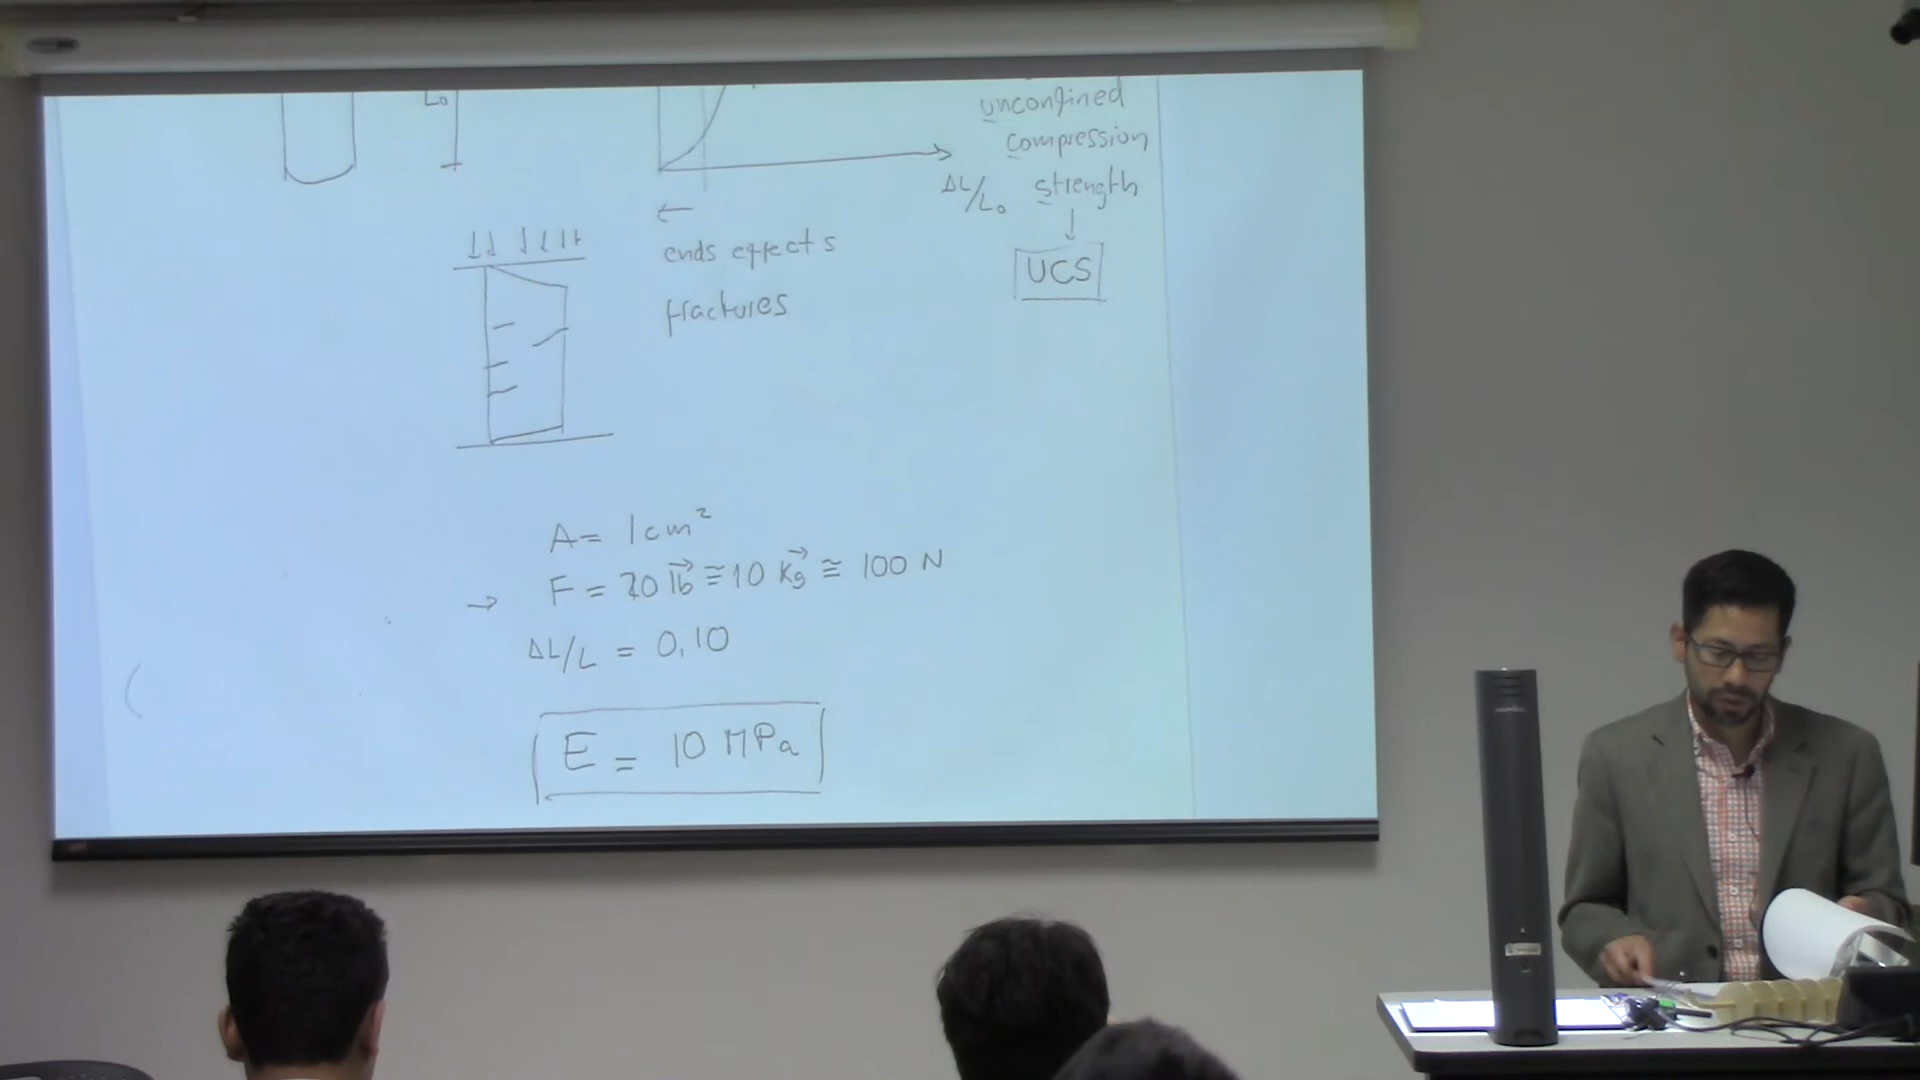 L₀
unconfined
compression
ΔL/L₀ strength
↓
← 
ends effects
UCS
fractures
A = 1cm²
→ F = 20 lb ≅ 10 kg ≅ 100 N
ΔL/L = 0,10
E = 10 MPa